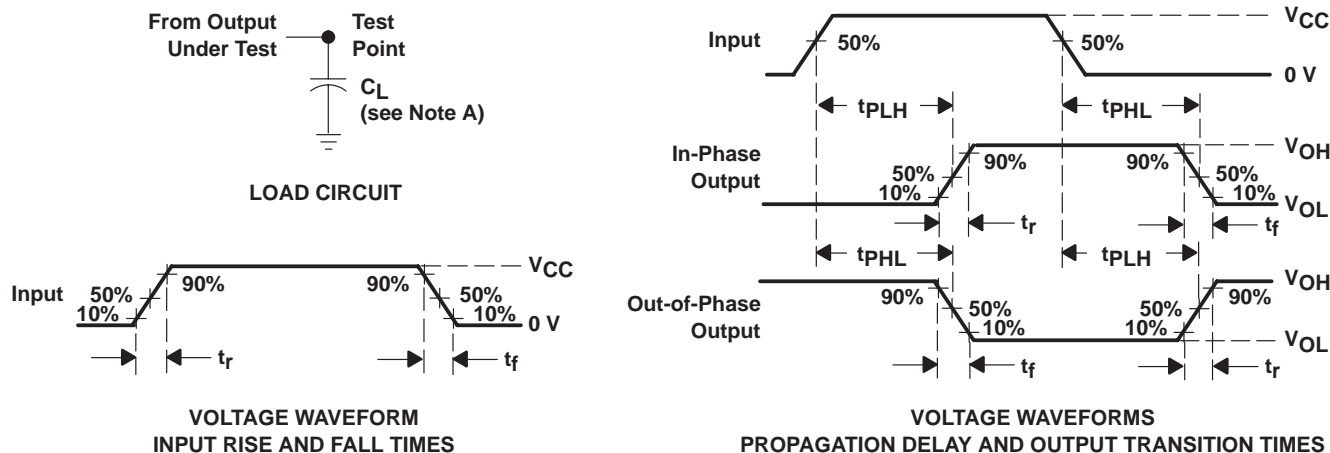 From Output
Under Test
Test
Point
CL
(see Note A)
LOAD CIRCUIT
Input
50%
10%
90%
90%
50%
10%
VCC
0 V
tr
tf
VOLTAGE WAVEFORM
INPUT RISE AND FALL TIMES
Input
50%
50%
VCC
0 V
tPLH
tPHL
In-Phase
Output
50%
10%
90%
90%
50%
10%
VOH
VOL
tr
tf
tPHL
tPLH
Out-of-Phase
Output
90%
50%
10%
50%
10%
90%
VOH
VOL
tf
tr
VOLTAGE WAVEFORMS
PROPAGATION DELAY AND OUTPUT TRANSITION TIMES